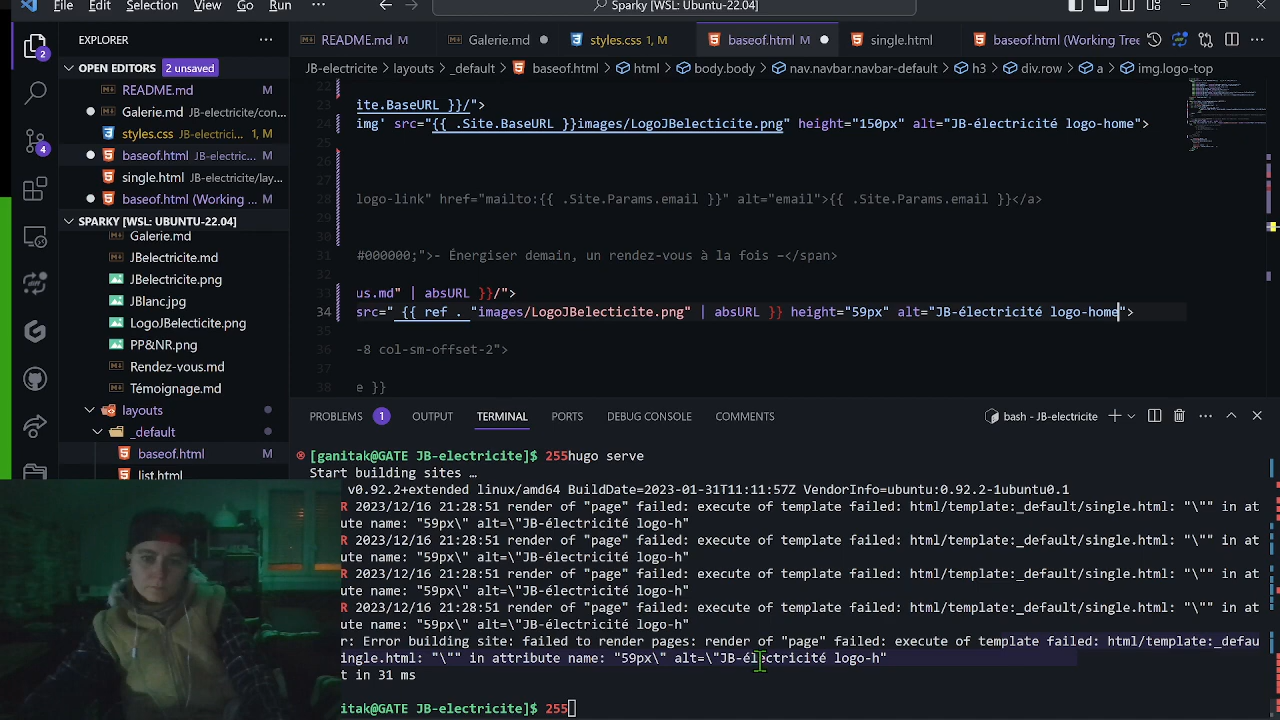 File Edit Selection View Go Run ··· Sparky [WSL: Ubuntu-22.04]
EXPLORER ···
README.md M
Galerie.md
styles.css 1, M
baseof.html M
single.html
baseof.html (Working Tree
OPEN EDITORS 2 unsaved
JB-electricite > layouts > _default > baseof.html > html > body.body > nav.navbar.navbar-default > h3 > div.row > a > img.logo-top
README.md M
Galerie.md JB-electricite/con...
styles.css JB-electrici... 1, M
baseof.html JB-electric... M
single.html JB-electricite/lay...
baseof.html (Working ... M
SPARKY [WSL: UBUNTU-22.04]
Galerie.md
JBelectricite.md
JBelectricite.png
JBlanc.jpg
LogoJBelecticite.png
PP&NR.png
Rendez-vous.md
Témoignage.md
layouts
_default
baseof.html M
list.html
2
4
22
23 ite.BaseURL }}/">
24 img' src="{{ .Site.BaseURL }}images/LogoJBelecticite.png" height="150px" alt="JB-électricité logo-home">
25
26
27
28 logo-link" href="mailto:{{ .Site.Params.email }}" alt="email">{{ .Site.Params.email }}</a>
29
30
31 #000000;">- Énergiser demain, un rendez-vous à la fois –</span>
32
33 us.md" | absURL }}/">
34 src=" {{ ref . "images/LogoJBelecticite.png" | absURL }} height="59px" alt="JB-électricité logo-home">
35
36 -8 col-sm-offset-2">
37
38 e }}
PROBLEMS 1 OUTPUT TERMINAL PORTS DEBUG CONSOLE COMMENTS bash - JB-electricite
[ganitak@GATE JB-electricite]$ 255hugo serve
Start building sites …
v0.92.2+extended linux/amd64 BuildDate=2023-01-31T11:11:57Z VendorInfo=ubuntu:0.92.2-1ubuntu0.1
R 2023/12/16 21:28:51 render of "page" failed: execute of template failed: html/template:_default/single.html: "\"" in at
ute name: "59px\" alt=\"JB-électricité logo-h"
R 2023/12/16 21:28:51 render of "page" failed: execute of template failed: html/template:_default/single.html: "\"" in at
ute name: "59px\" alt=\"JB-électricité logo-h"
R 2023/12/16 21:28:51 render of "page" failed: execute of template failed: html/template:_default/single.html: "\"" in at
ute name: "59px\" alt=\"JB-électricité logo-h"
R 2023/12/16 21:28:51 render of "page" failed: execute of template failed: html/template:_default/single.html: "\"" in at
ute name: "59px\" alt=\"JB-électricité logo-h"
r: Error building site: failed to render pages: render of "page" failed: execute of template failed: html/template:_defau
ingle.html: "\"" in attribute name: "59px\" alt=\"JB-électricité logo-h"
t in 31 ms
itak@GATE JB-electricite]$ 255